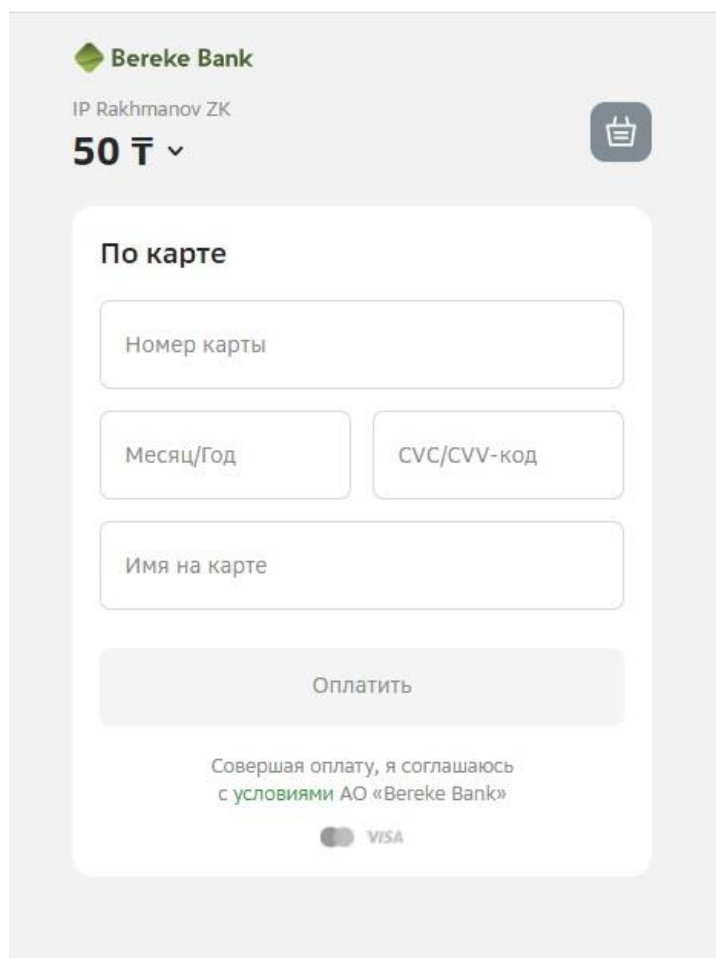 Bereke Bank
IP Rakhmanov ZK
50 ₸
По карте
Номер карты
Месяц/Год
CVC/CVV-код
Имя на карте
Оплатить
Совершая оплату, я соглашаюсь
с условиями АО «Bereke Bank»
VISA